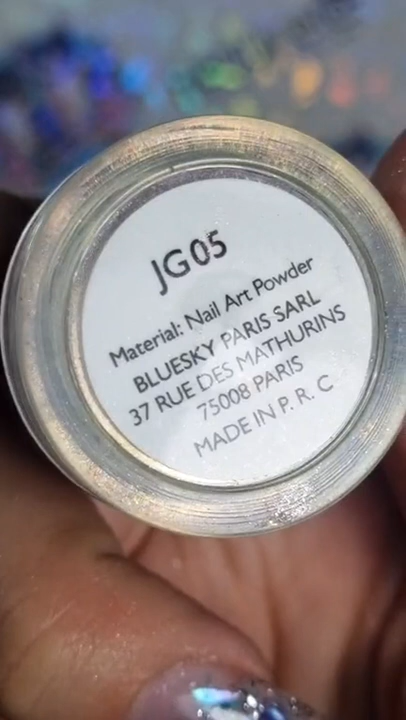 JG05
Material: Nail Art Powder
BLUESKY PARIS SARL
37 RUE DES MATHURINS
75008 PARIS
MADE IN P. R. C